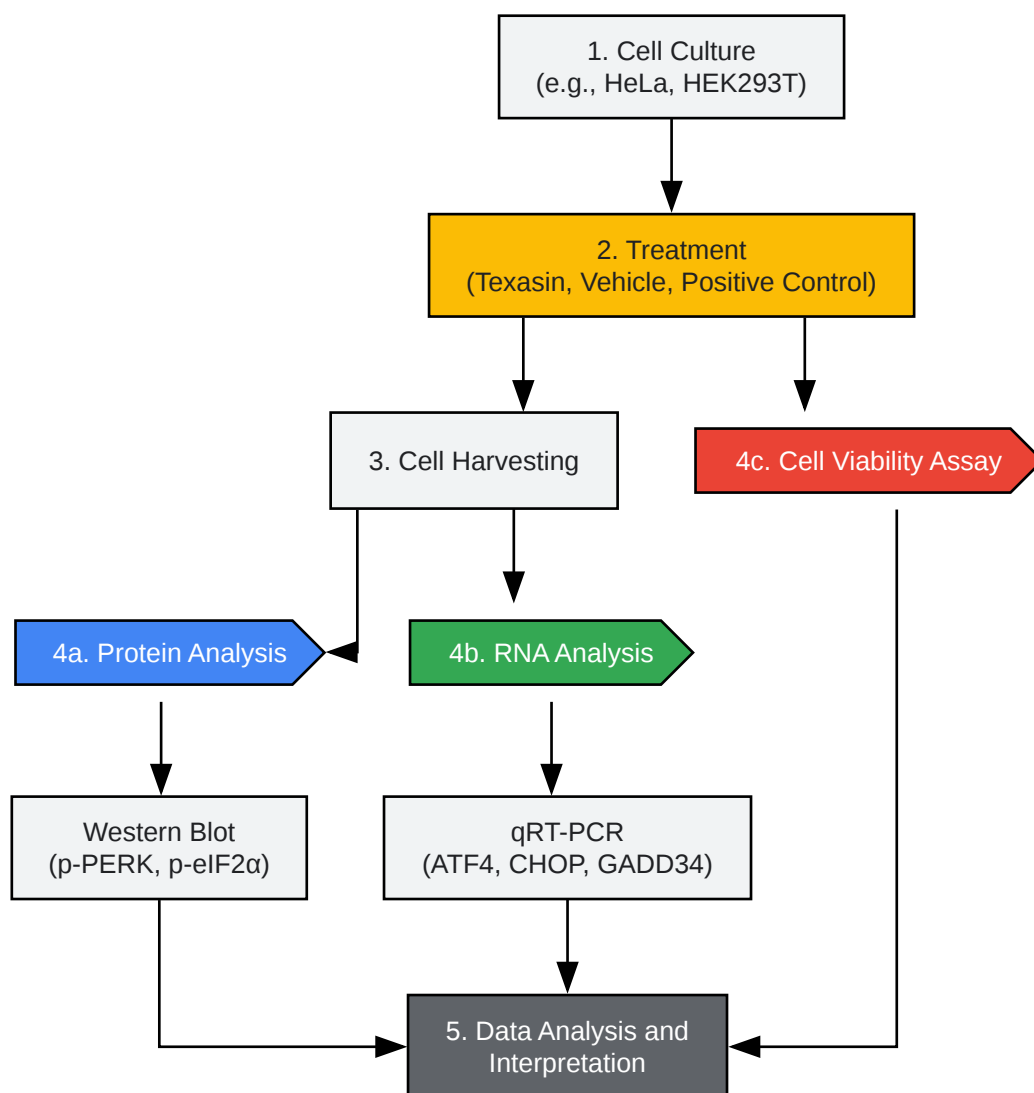 1. Cell Culture
(e.g., HeLa, HEK293T)
2. Treatment
(Texasin, Vehicle, Positive Control)
3. Cell Harvesting
4c. Cell Viability Assay
4a. Protein Analysis
4b. RNA Analysis
Western Blot
(p-PERK, p-eIF2α)
qRT-PCR
(ATF4, CHOP, GADD34)
5. Data Analysis and
Interpretation